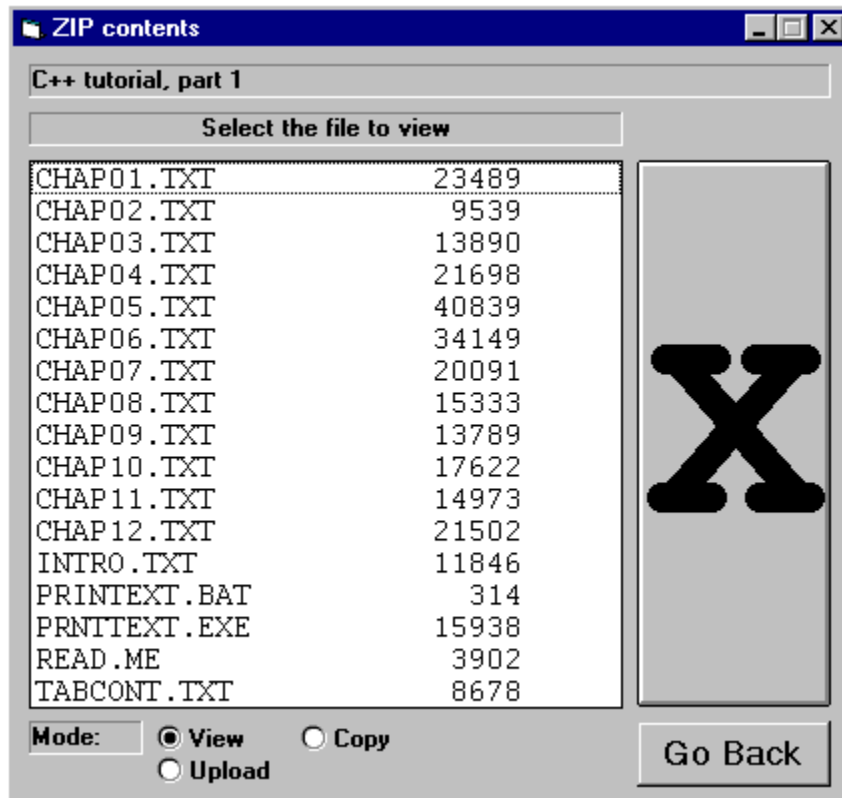 ZIP contents
C++ tutorial, part 1
Select the file to view
CHAP01.TXT 23489
CHAP02.TXT 9539
CHAP03.TXT 13890
CHAP04.TXT 21698
CHAP05.TXT 40839
CHAP06.TXT 34149
CHAP07.TXT 20091
CHAP08.TXT 15333
CHAP09.TXT 13789
CHAP10.TXT 17622
CHAP11.TXT 14973
CHAP12.TXT 21502
INTRO.TXT 11846
PRINTEXT.BAT 314
PRNTTEXT.EXE 15938
READ.ME 3902
TABCONT.TXT 8678
X
Mode: View Copy
Upload
Go Back